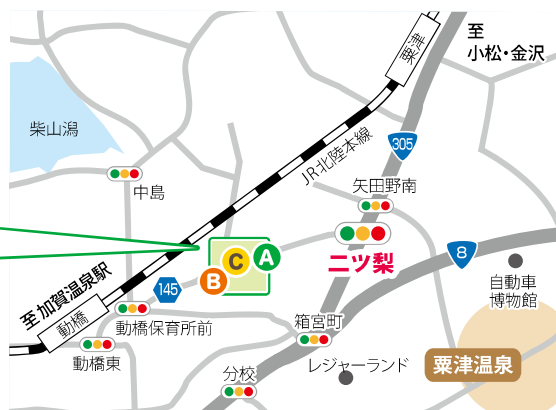 至
小松・金沢
粟津
柴山潟
JR北陸本線
305
矢田野南
中島
二ツ梨
8
C
A
B
自動車
博物館
至加賀温泉駅
145
動橋
動橋保育所前
箱宮町
動橋東
レジャーランド
粟津温泉
分校